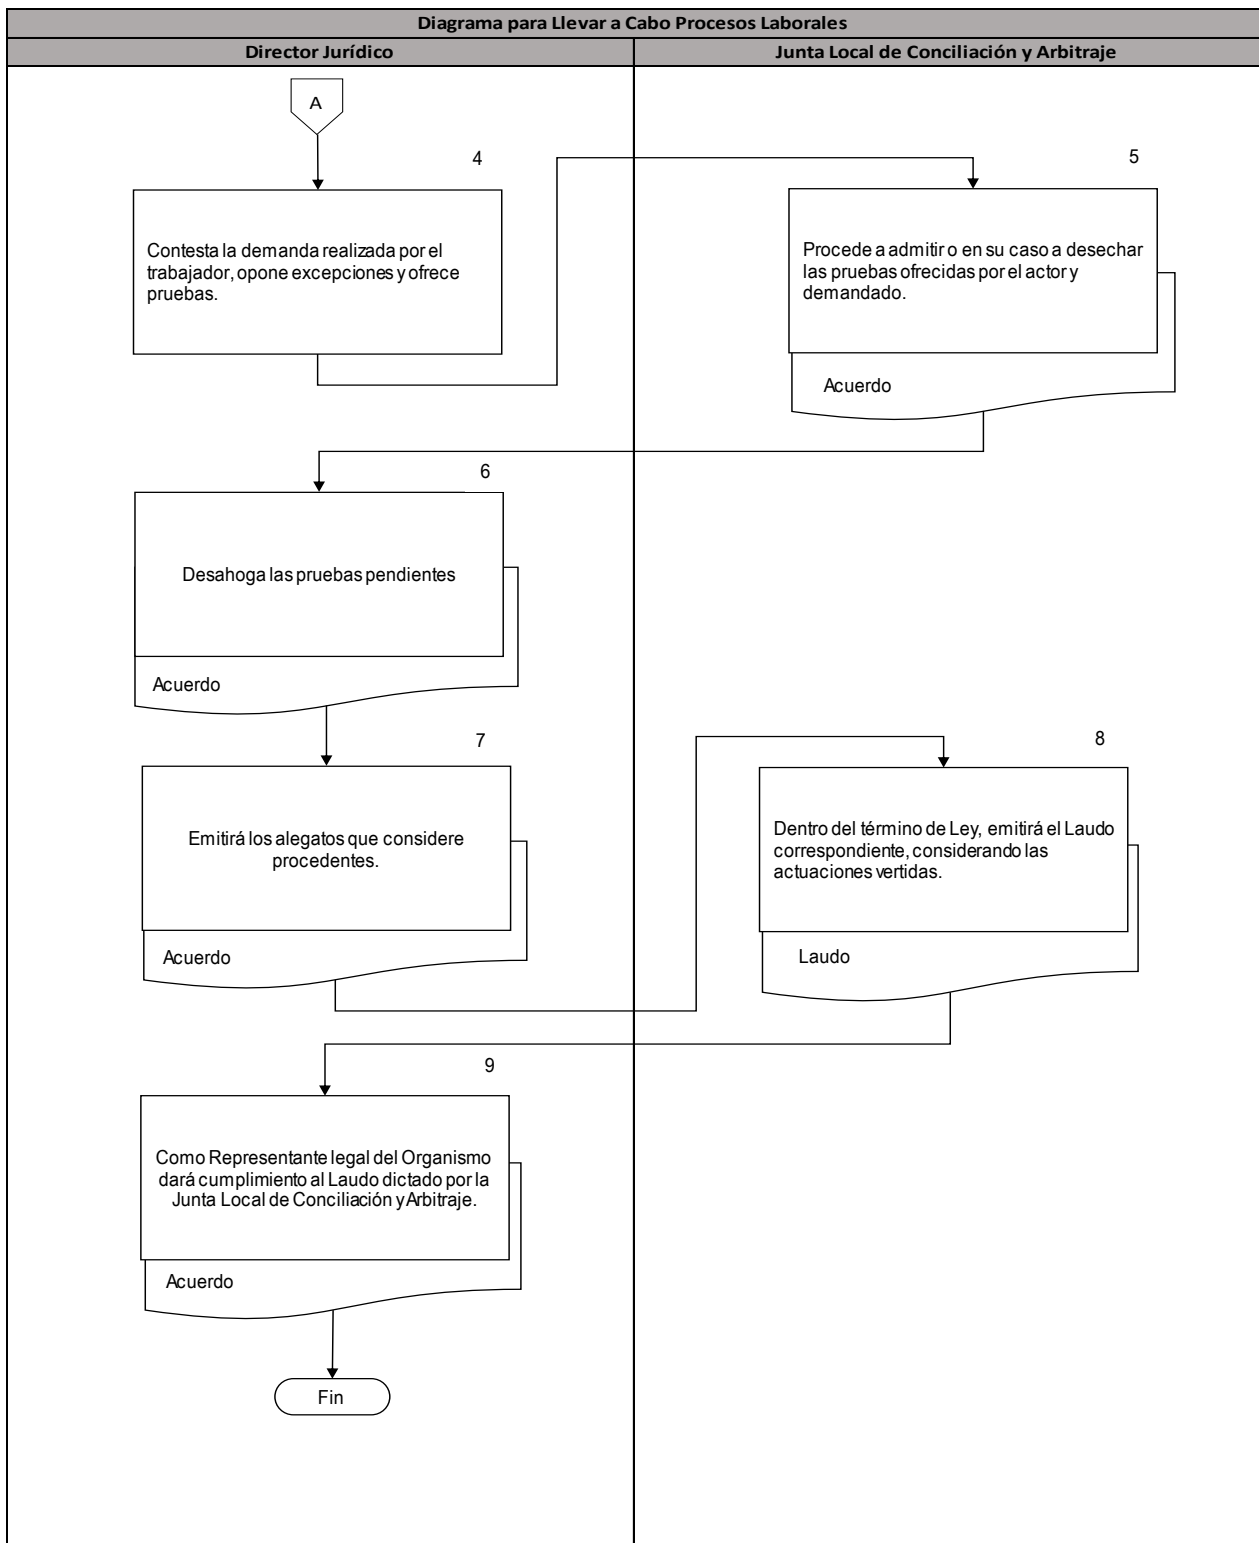 Diagrama para Llevar a Cabo Procesos Laborales
Director Jurídico
Junta Local de Conciliación y Arbitraje
A
4
Contesta la demanda realizada por el
trabajador, opone excepciones y ofrece
pruebas.
5
Procede a admitir o en su caso a desechar
las pruebas ofrecidas por el actor y
demandado.
Acuerdo
6
Desahoga las pruebas pendientes
Acuerdo
7
Emitirá los alegatos que considere
procedentes.
Acuerdo
8
Dentro del término de Ley, emitirá el Laudo
correspondiente, considerando las
actuaciones vertidas.
Laudo
9
Como Representante legal del Organismo
dará cumplimiento al Laudo dictado por la
Junta Local de Conciliación y Arbitraje.
Acuerdo
Fin